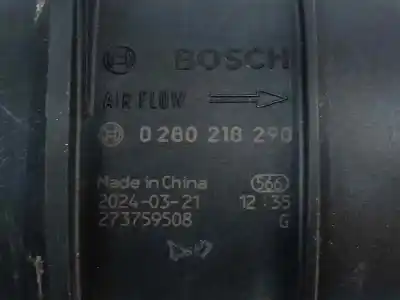 BOSCH
AIR FLOW
0 280 218 290
Made in China 566
2024-03-21 12:35
273759508 G